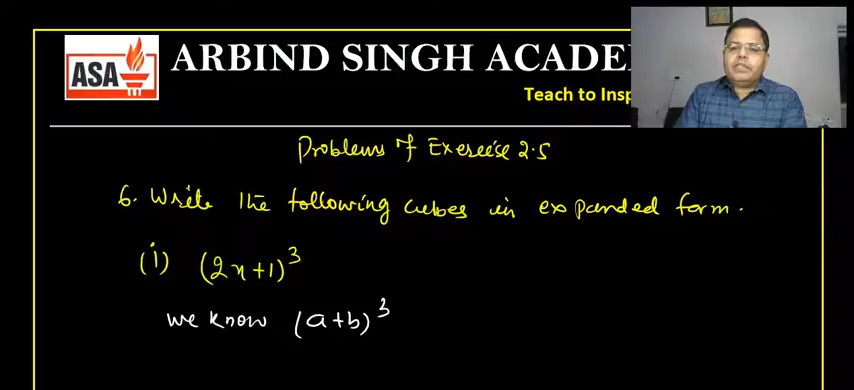 ASA
ARBIND SINGH ACADE
Teach to Insp
Problems of Exercise 2.5
6. Write the following cubes in expanded form.
(i) (2x+1)³
we know (a+b)³